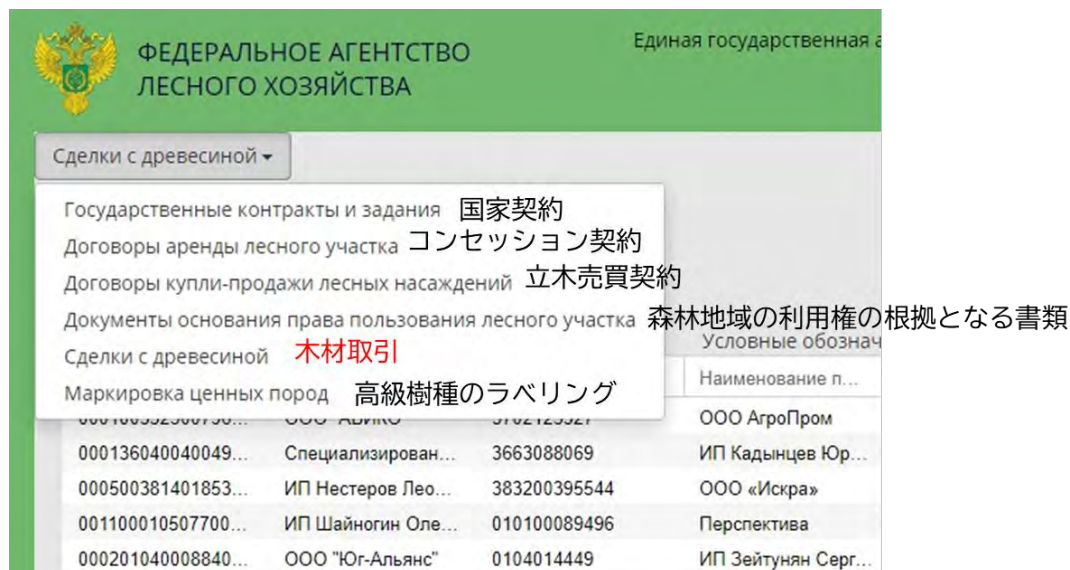 ФЕДЕРАЛЬНОЕ АГЕНТСТВО
ЛЕСНОГО ХОЗЯЙСТВА
Единая государственная
Сделки с древесиной
Государственные контракты и задания 国家契約
Договоры аренды лесного участка コンセッション契約
Договоры купли-продажи лесных насаждений 立木売買契約
Документы основания права пользования лесного участка 森林地域の利用権の根拠となる書類
Сделки с древесиной 木材取引
Условные обознач
Маркировка ценных пород 高級樹種のラベリング
Наименование п...
ООО АгроПром
000136040040049... Специализирован... 3663088069 ИП Кадынцев Юр...
000500381401853... ИП Нестеров Лео... 383200395544 ООО «Искра»
001100010507700... ИП Шайногин Оле... 010100089496 Перспектива
000201040008840... ООО "Юг-Альянс" 0104014449 ИП Зейтунян Серг...